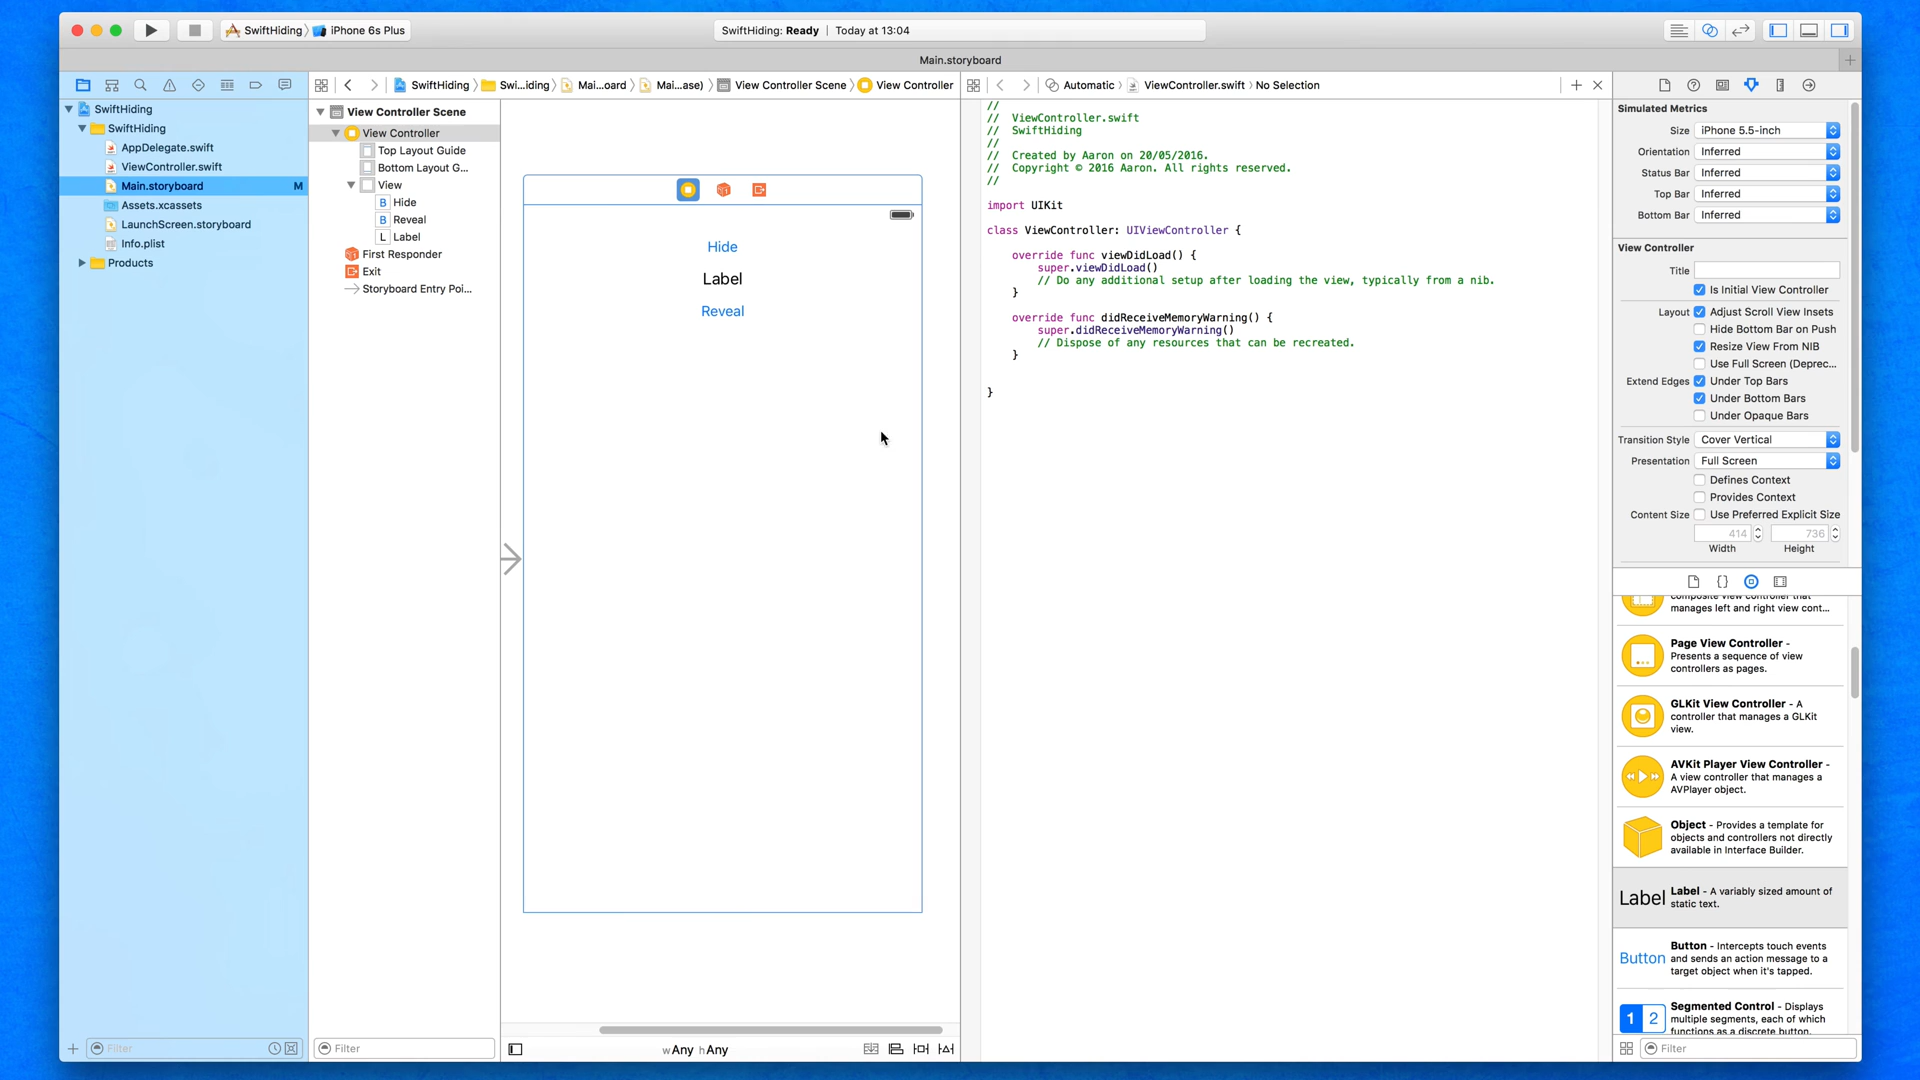 SwiftHiding iPhone 6s Plus
SwiftHiding: Ready | Today at 13:04
Main.storyboard
SwiftHiding Swi...iding Mai...oard Mai...ase) View Controller Scene View Controller
Automatic ViewController.swift No Selection
SwiftHiding
SwiftHiding
AppDelegate.swift
ViewController.swift
Main.storyboard M
Assets.xcassets
LaunchScreen.storyboard
Info.plist
Products
Filter
View Controller Scene
View Controller
Top Layout Guide
Bottom Layout G...
View
B Hide
B Reveal
L Label
First Responder
Exit
Storyboard Entry Poi...
Filter
Hide
Label
Reveal
wAny hAny
//
// ViewController.swift
// SwiftHiding
//
// Created by Aaron on 20/05/2016.
// Copyright © 2016 Aaron. All rights reserved.
//
import UIKit
class ViewController: UIViewController {
override func viewDidLoad() {
super.viewDidLoad()
// Do any additional setup after loading the view, typically from a nib.
}
override func didReceiveMemoryWarning() {
super.didReceiveMemoryWarning()
// Dispose of any resources that can be recreated.
}
}
Simulated Metrics
Size iPhone 5.5-inch
Orientation Inferred
Status Bar Inferred
Top Bar Inferred
Bottom Bar Inferred
View Controller
Title
Is Initial View Controller
Layout Adjust Scroll View Insets
Hide Bottom Bar on Push
Resize View From NIB
Use Full Screen (Deprec...
Extend Edges Under Top Bars
Under Bottom Bars
Under Opaque Bars
Transition Style Cover Vertical
Presentation Full Screen
Defines Context
Provides Context
Content Size Use Preferred Explicit Size
414 736
Width Height
{}
composite view controller that
manages left and right view cont...
Page View Controller -
Presents a sequence of view
controllers as pages.
GLKit View Controller - A
controller that manages a GLKit
view.
AVKit Player View Controller -
A view controller that manages a
AVPlayer object.
Object - Provides a template for
objects and controllers not directly
available in Interface Builder.
Label
Label - A variably sized amount of
static text.
Button
Button - Intercepts touch events
and sends an action message to a
target object when it's tapped.
1 2
Segmented Control - Displays
multiple segments, each of which
functions as a discrete button.
Filter